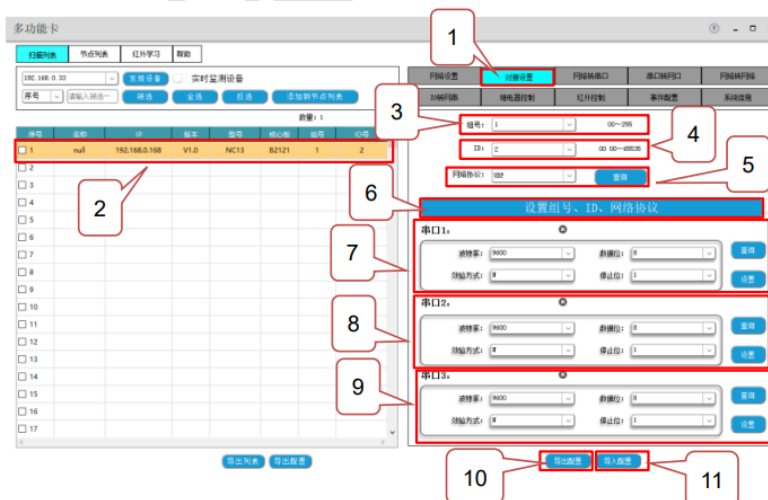 多功能卡
1
扫描列表 节点列表 红外学习 帮助
192.168.0.33 发现设备 实时监测设备
序号 请输入筛选一 筛选 全选 反选 添加到节点列表
数量: 1
序号 名称 IP 版本 型号 核心板 组号 ID号
1 null 192.168.0.168 V1.0 NC13 B2121 1 2
2
3
4
5
6
7
8
9
10
11
12
13
14
15
16
17
导出列表 导出配置
2
网络设置 对接设置 网络转串口 串口转网口 网络转网络
IO转网串 继电器控制 红外控制 事件配置 系统信息
3
组号: 1 00~255
4
ID: 2 00 00~65535
网络协议: UDP 查询
5
6
设置组号、ID、网络协议
7
串口1:
波特率: 9600 数据位: 8 查询
效验方式: N 停止位: 1 设置
8
串口2:
波特率: 9600 数据位: 8 查询
效验方式: N 停止位: 1 设置
9
串口3:
波特率: 9600 数据位: 8 查询
效验方式: N 停止位: 1 设置
导出配置 导入配置
10
11